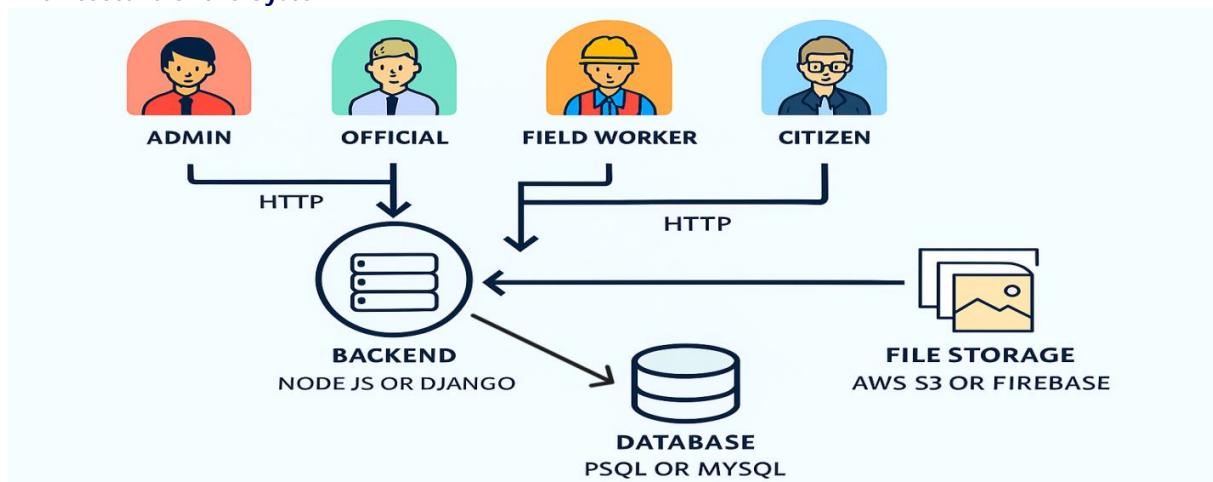 ADMIN
OFFICIAL
FIELD WORKER
CITIZEN
HTTP
HTTP
BACKEND
NODE JS OR DJANGO
FILE STORAGE
AWS S3 OR FIREBASE
DATABASE
PSQL OR MYSQL